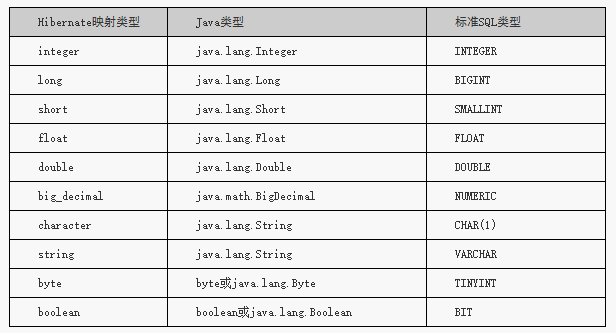 Hibernate映射类型 Java类型 标准SQL类型
integer java.lang.Integer INTEGER
long java.lang.Long BIGINT
short java.lang.Short SMALLINT
float java.lang.Float FLOAT
double java.lang.Double DOUBLE
big_decimal java.math.BigDecimal NUMERIC
character java.lang.String CHAR(1)
string java.lang.String VARCHAR
byte byte或java.lang.Byte TINYINT
boolean boolean或java.lang.Boolean BIT